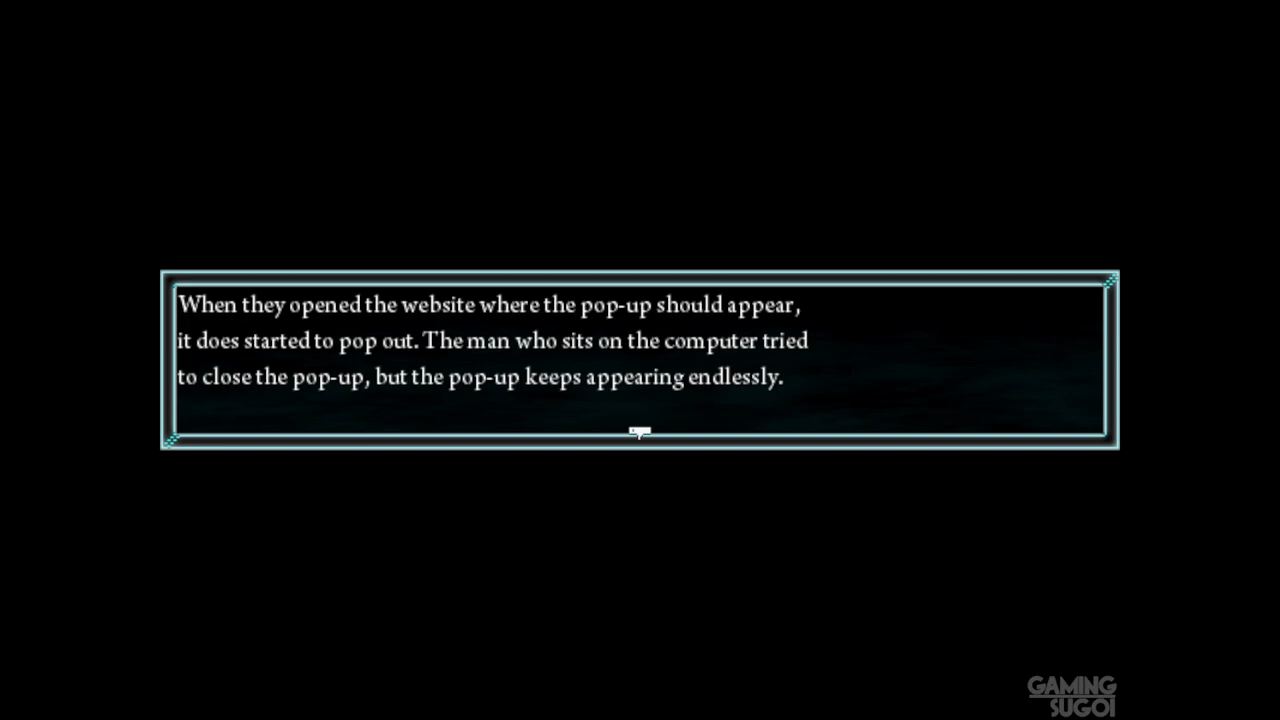 When they opened the website where the pop-up should appear,
it does started to pop out. The man who sits on the computer tried
to close the pop-up, but the pop-up keeps appearing endlessly.
GAMING
SUGOI